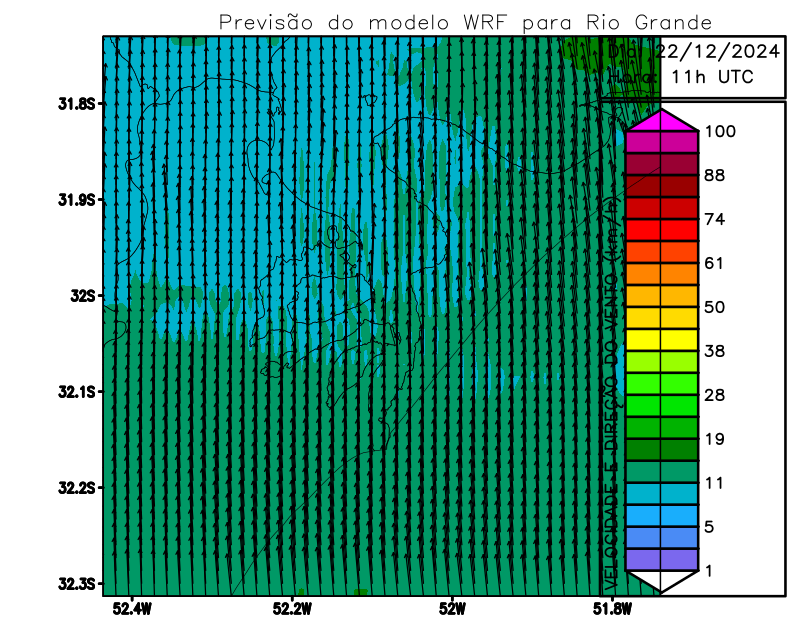 Previsão do modelo WRF para Rio Grande
Dia: 22/12/2024
Hora: 11h UTC
31.8S
31.9S
32S
32.1S
32.2S
32.3S
52.4W
52.2W
52W
51.8W
VELOCIDADE E DIREÇÃO DO VENTO (km/h)
100
88
74
61
50
38
28
19
11
5
1